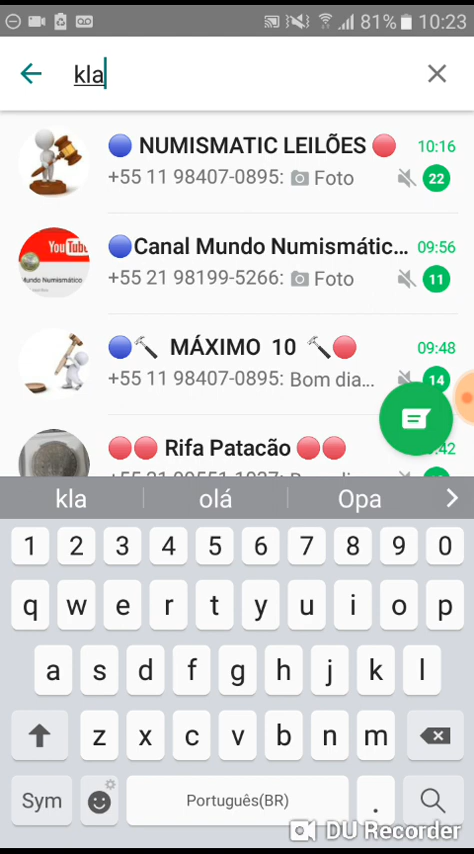 81% 10:23
kla
NUMISMATIC LEILÕES 10:16
+55 11 98407-0895: Foto 22
YouTube
Mundo Numismático
Canal Mundo Numismátic... 09:56
+55 21 98199-5266: Foto 11
MÁXIMO 10 09:48
+55 11 98407-0895: Bom dia... 14
Rifa Patacão :42
kla olá Opa
1 2 3 4 5 6 7 8 9 0
q w e r t y u i o p
a s d f g h j k l
z x c v b n m
Sym Português(BR) .
DU Recorder